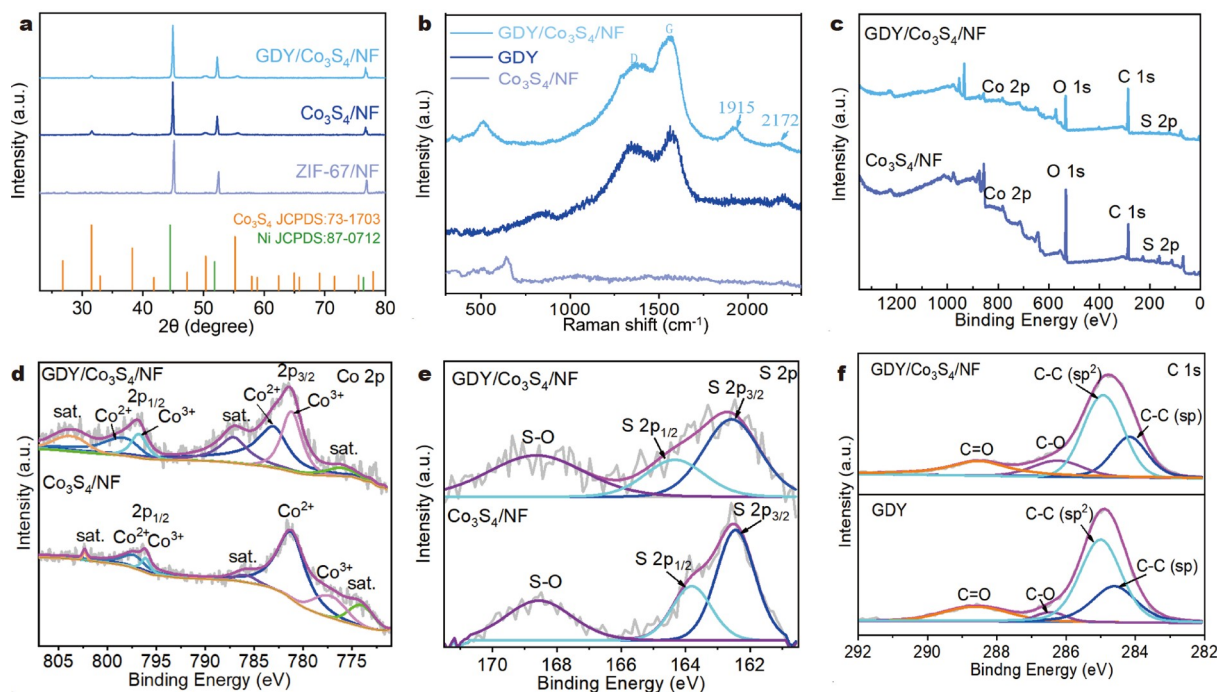 a
GDY/Co₃S₄/NF
Co₃S₄/NF
ZIF-67/NF
Co₃S₄ JCPDS:73-1703
Ni JCPDS:87-0712
Intensity (a.u.)
30 40 50 60 70 80
2θ (degree)
b
GDY/Co₃S₄/NF
GDY
Co₃S₄/NF
D
G
1915
2172
Intensity (a.u.)
500 1000 1500 2000
Raman shift (cm⁻¹)
c
GDY/Co₃S₄/NF
Co 2p
O 1s
C 1s
S 2p
Co₃S₄/NF
Co 2p
O 1s
C 1s
S 2p
Intensity (a.u.)
1200 1000 800 600 400 200 0
Binding Energy (eV)
d
GDY/Co₃S₄/NF
Co 2p
sat.
Co²⁺
2p₁/₂
Co³⁺
sat.
2p₃/₂
Co²⁺
Co³⁺
sat.
Co₃S₄/NF
sat.
Co²⁺
2p₁/₂
Co³⁺
sat.
Co²⁺
Co³⁺
sat.
Intensity (a.u.)
805 795 785 775
Binding Energy (eV)
e
GDY/Co₃S₄/NF
S 2p
S-O
S 2p₁/₂
S 2p₃/₂
Co₃S₄/NF
S-O
S 2p₁/₂
S 2p₃/₂
Intensity (a.u.)
170 168 166 164 162
Binding Energy (eV)
f
GDY/Co₃S₄/NF
C 1s
C=O
C-O
C-C (sp²)
C-C (sp)
GDY
C=O
C-O
C-C (sp²)
C-C (sp)
Intensity (a.u.)
292 290 288 286 284 282
Bindng Energy (eV)